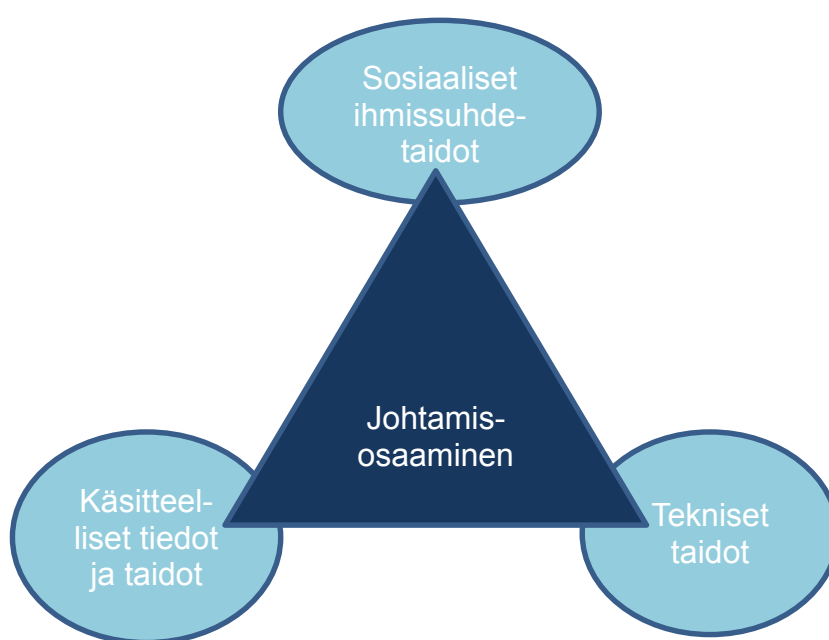 Sosiaaliset
ihmissuhde-
taidot
Johtamis-
osaaminen
Käsitteel-
liset tiedot
ja taidot
Tekniset
taidot